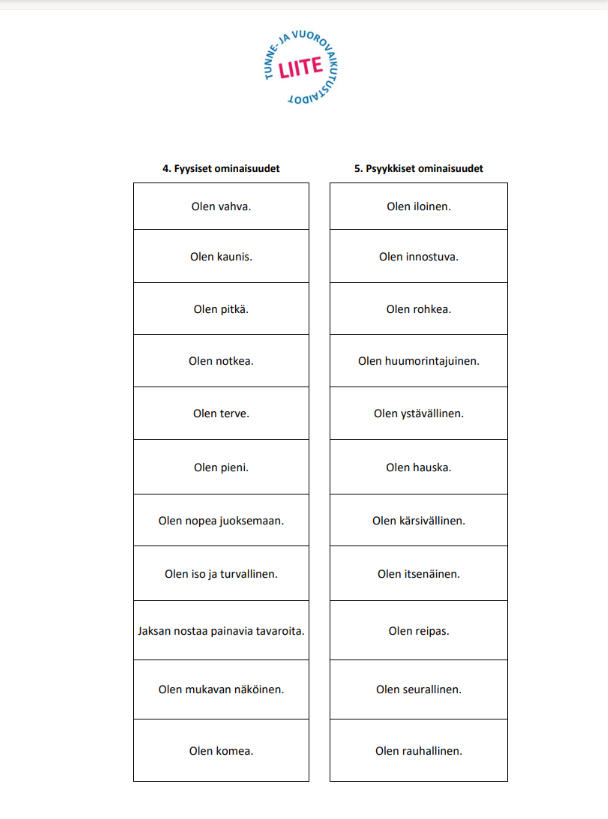 TUNNE- JA VUOROVAIKUTUSTAIDOT
LIITE
4. Fyysiset ominaisuudet
Olen vahva.
Olen kaunis.
Olen pitkä.
Olen notkea.
Olen terve.
Olen pieni.
Olen nopea juoksemaan.
Olen iso ja turvallinen.
Jaksan nostaa painavia tavaroita.
Olen mukavan näköinen.
Olen komea.
5. Psyykkiset ominaisuudet
Olen iloinen.
Olen innostuva.
Olen rohkea.
Olen huumorintajuinen.
Olen ystävällinen.
Olen hauska.
Olen kärsivällinen.
Olen itsenäinen.
Olen reipas.
Olen seurallinen.
Olen rauhallinen.